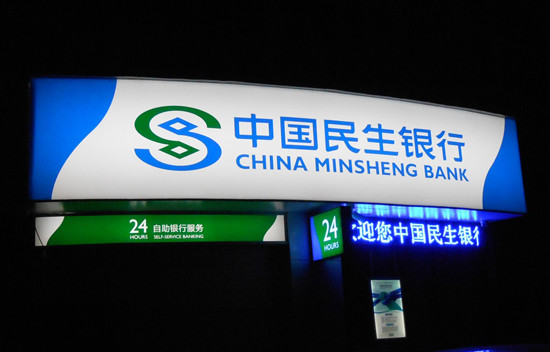 中国民生银行
CHINA MINSHENG BANK
24
HOURS
自助银行服务
SELF-SERVICE BANKING
24
HOURS
迎您中国民生银行